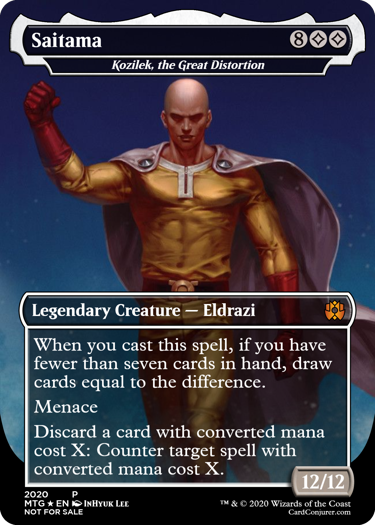 Saitama 8
Kozilek, the Great Distortion
Legendary Creature — Eldrazi
When you cast this spell, if you have
fewer than seven cards in hand, draw
cards equal to the difference.
Menace
Discard a card with converted mana
cost X: Counter target spell with
converted mana cost X.
12/12
2020 P
MTG ★ EN InHyuk Lee
NOT FOR SALE
™ & © 2020 Wizards of the Coast
CardConjurer.com